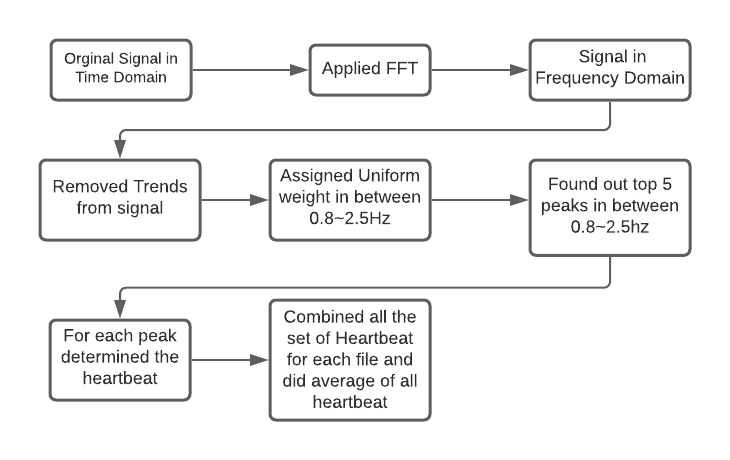 Orginal Signal in
Time Domain
Applied FFT
Signal in
Frequency Domain
Removed Trends
from signal
Assigned Uniform
weight in between
0.8~2.5Hz
Found out top 5
peaks in between
0.8~2.5hz
For each peak
determined the
heartbeat
Combined all the
set of Heartbeat
for each file and
did average of all
heartbeat